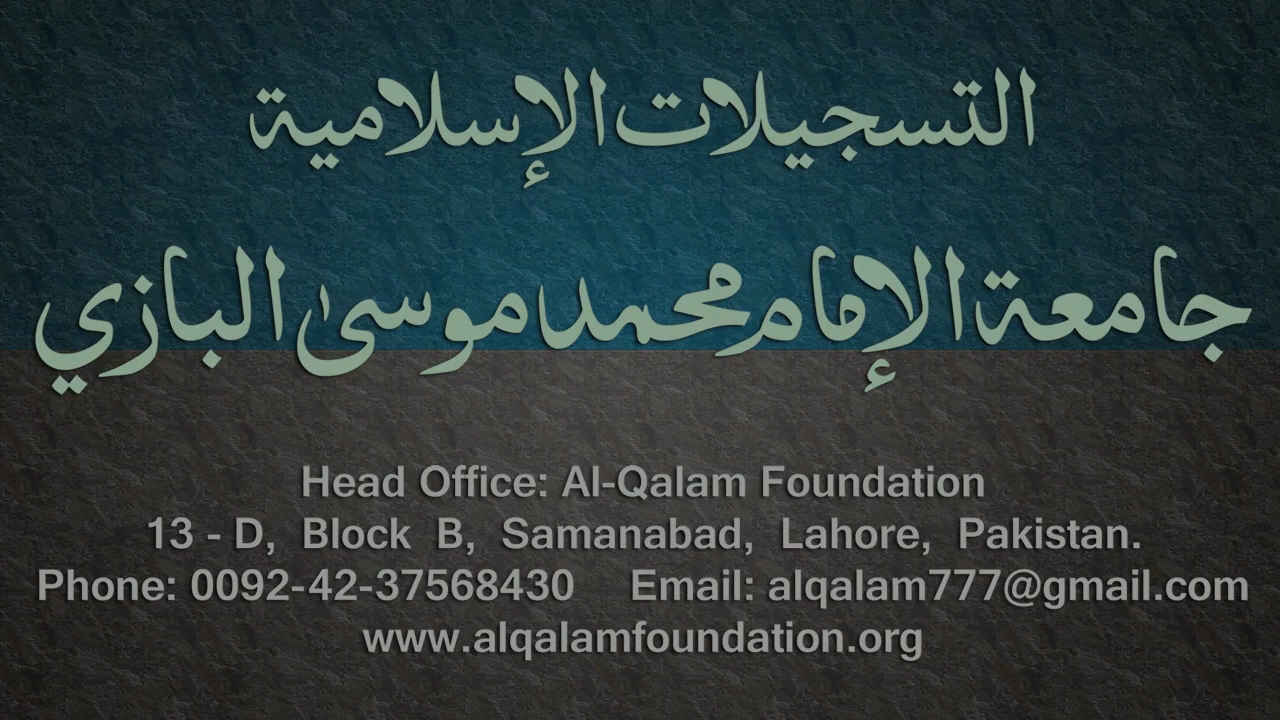 التسجيلات الإسلامية
جامعة الإمام محمد موسىٰ البازي
Head Office: Al-Qalam Foundation
13 - D, Block B, Samanabad, Lahore, Pakistan.
Phone: 0092-42-37568430 Email: alqalam777@gmail.com
www.alqalamfoundation.org